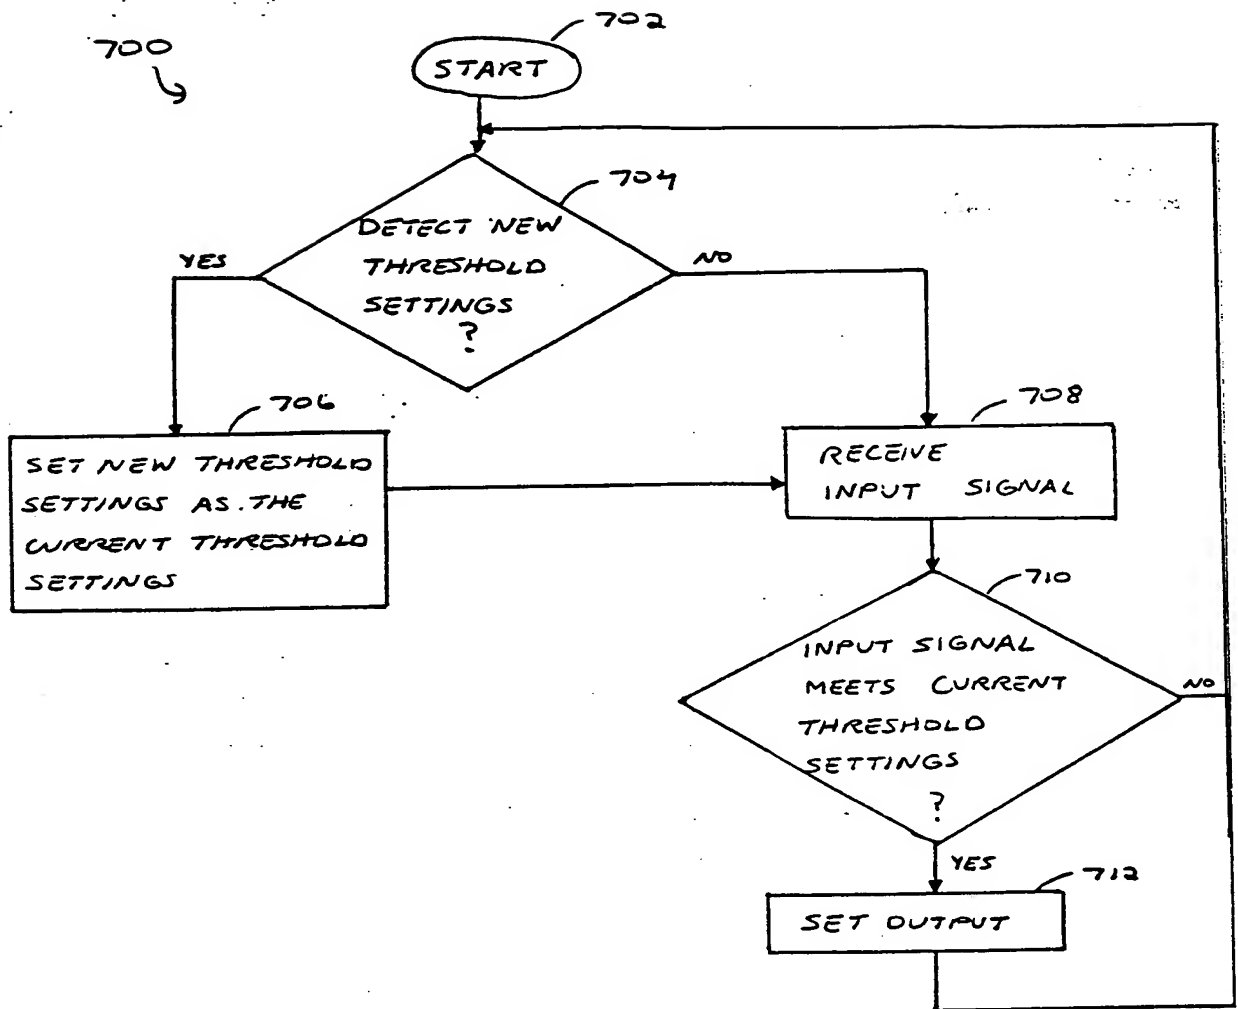 700
702
START
704
DETECT NEW
THRESHOLD
SETTINGS
?
YES
NO
706
SET NEW THRESHOLD
SETTINGS AS THE
CURRENT THRESHOLD
SETTINGS
708
RECEIVE
INPUT SIGNAL
710
INPUT SIGNAL
MEETS CURRENT
THRESHOLD
SETTINGS
?
NO
YES
712
SET OUTPUT